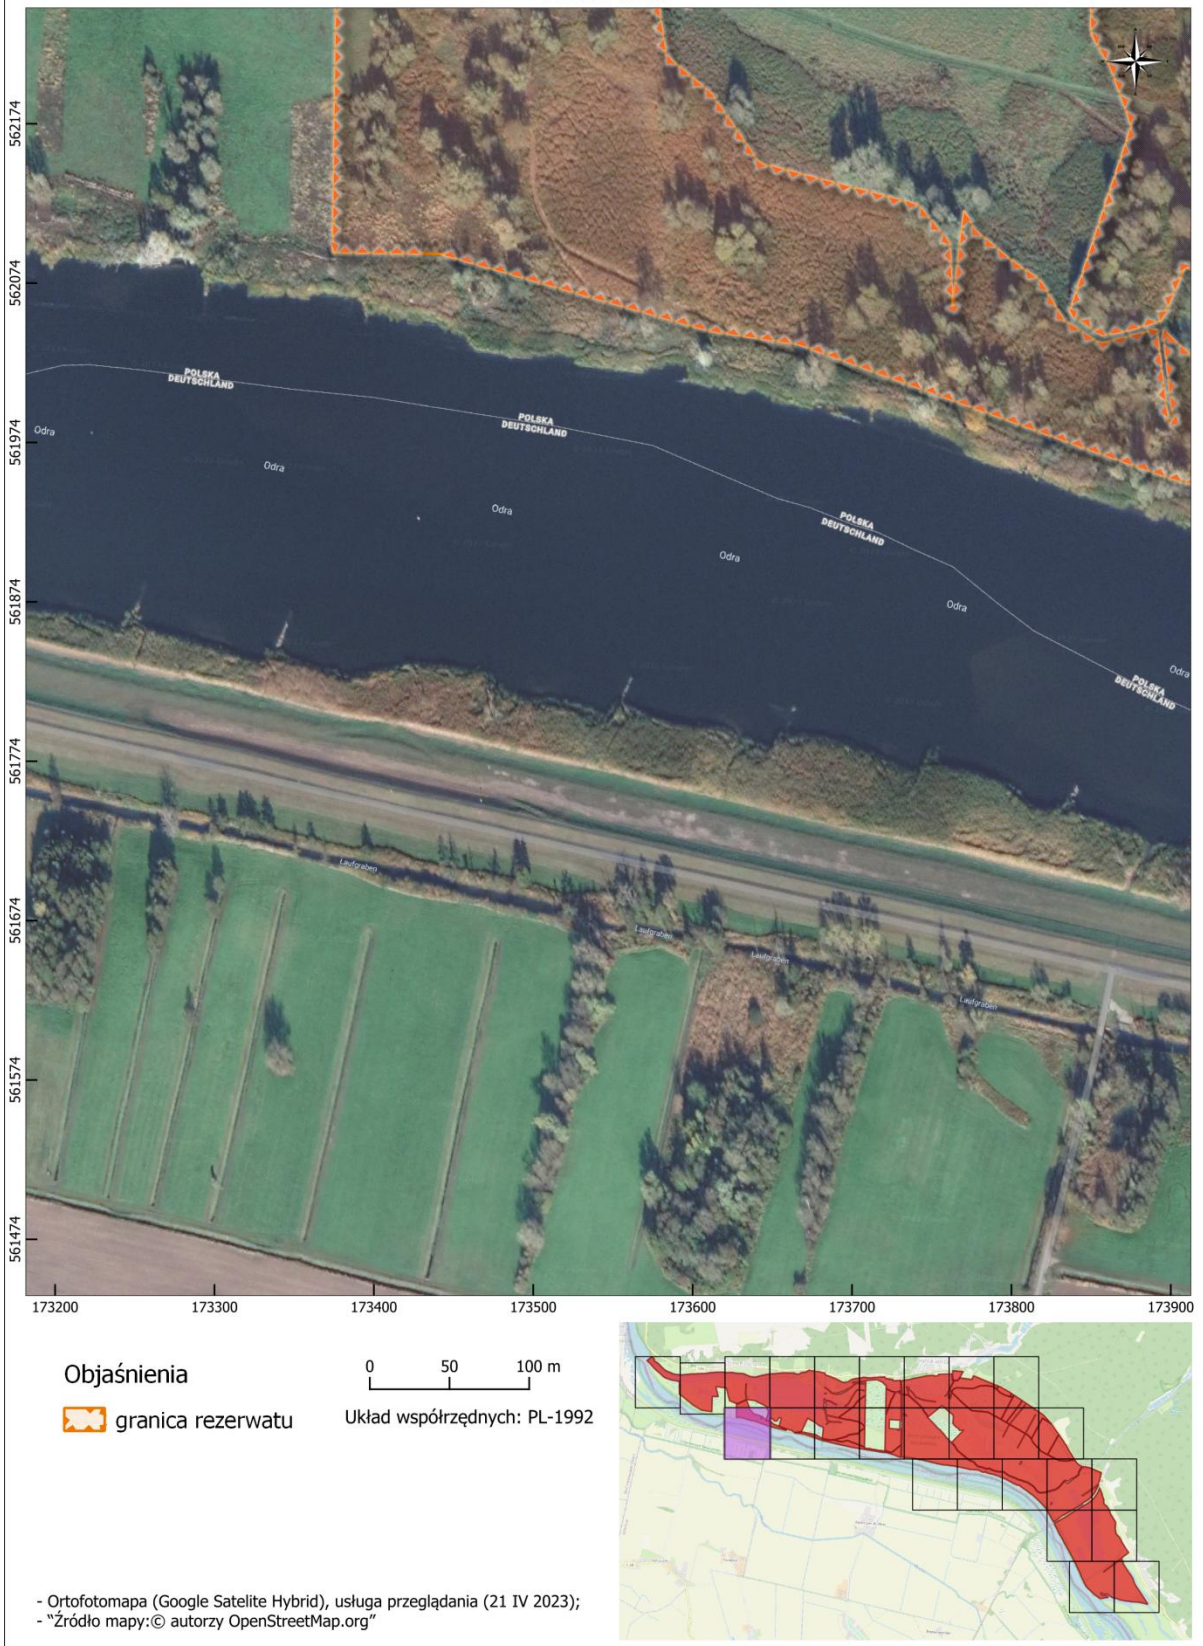 562174
562074
561974
561874
561774
561674
561574
561474
POLSKA
DEUTSCHLAND
POLSKA
DEUTSCHLAND
POLSKA
DEUTSCHLAND
POLSKA
DEUTSCHLAND
Odra
Odra
Odra
Odra
Odra
Odra
Laufgraben
Laufgraben
Laufgraben
Laufgraben
173200 173300 173400 173500 173600 173700 173800 173900
Objaśnienia
granica rezerwatu
0 50 100 m
Układ współrzędnych: PL-1992
- Ortofotomapa (Google Satelite Hybrid), usługa przeglądania (21 IV 2023);
- “Źródło mapy:© autorzy OpenStreetMap.org”